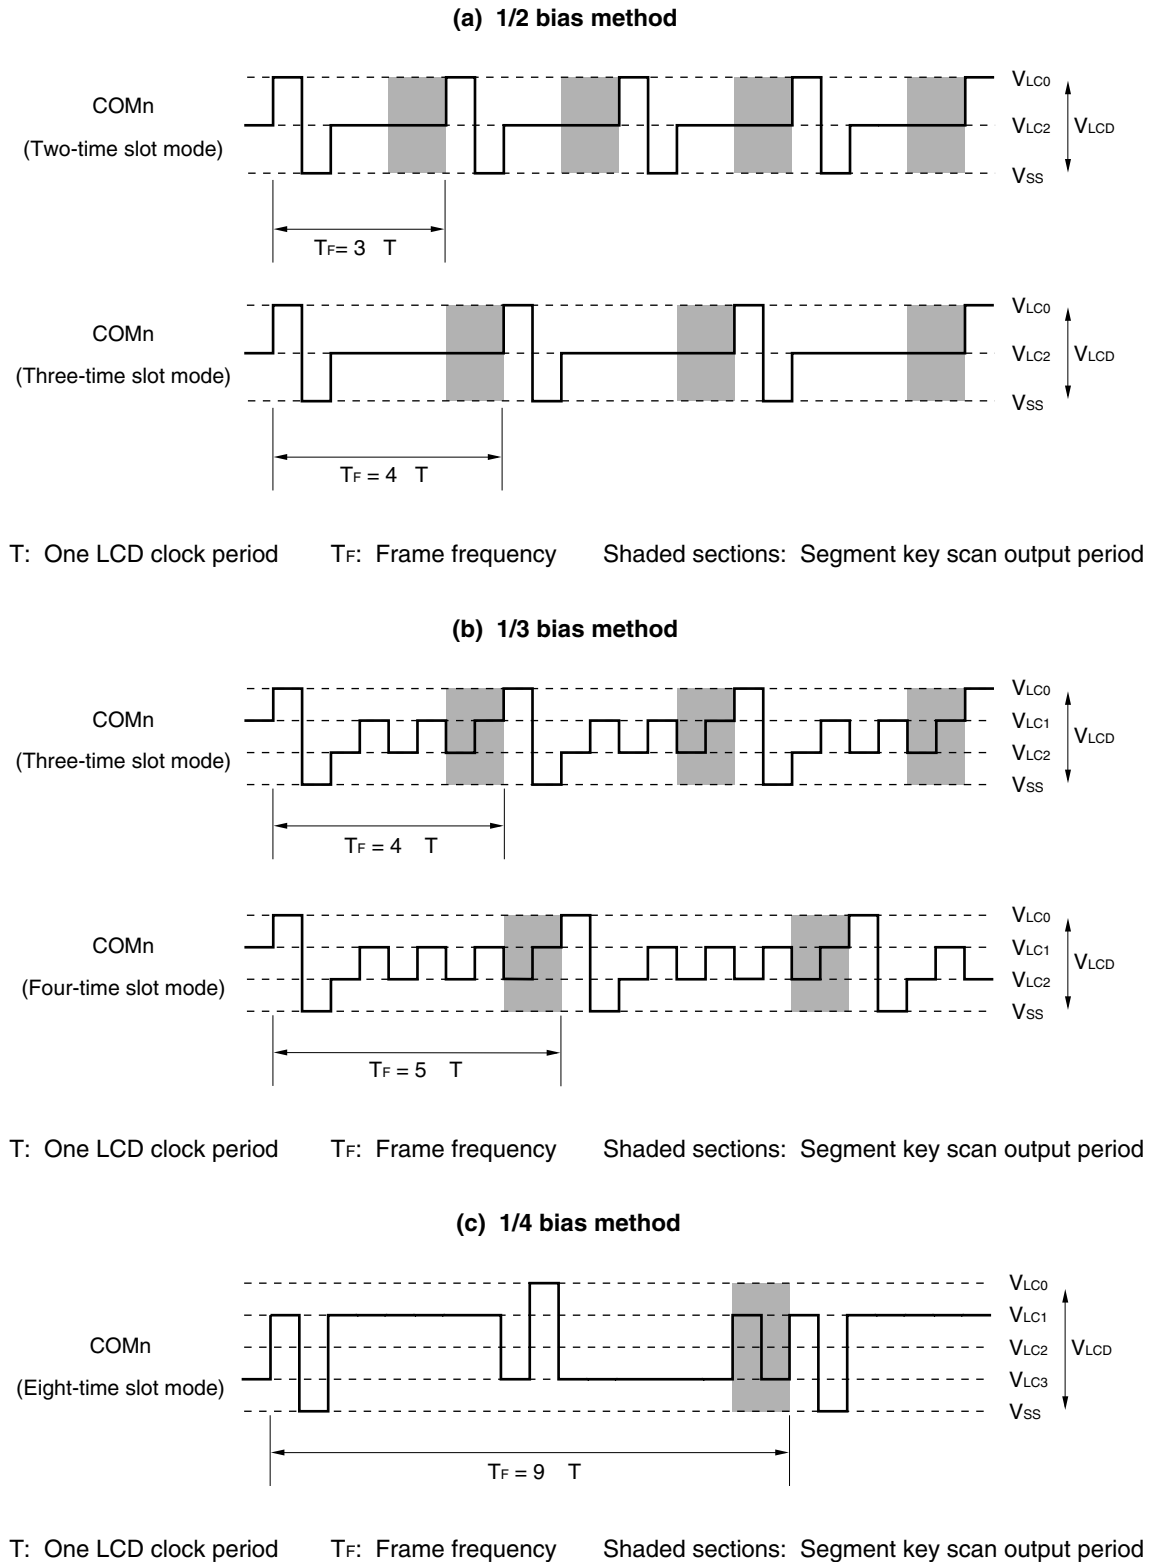 (a) 1/2 bias method
COMn
(Two-time slot mode)
VLC0
VLC2
VSS
VLCD
TF= 3 T
COMn
(Three-time slot mode)
VLC0
VLC2
VSS
VLCD
TF = 4 T
T: One LCD clock period TF: Frame frequency Shaded sections: Segment key scan output period
(b) 1/3 bias method
COMn
(Three-time slot mode)
VLC0
VLC1
VLC2
VSS
VLCD
TF = 4 T
COMn
(Four-time slot mode)
VLC0
VLC1
VLC2
VSS
VLCD
TF = 5 T
T: One LCD clock period TF: Frame frequency Shaded sections: Segment key scan output period
(c) 1/4 bias method
COMn
(Eight-time slot mode)
VLC0
VLC1
VLC2
VLC3
VSS
VLCD
TF = 9 T
T: One LCD clock period TF: Frame frequency Shaded sections: Segment key scan output period